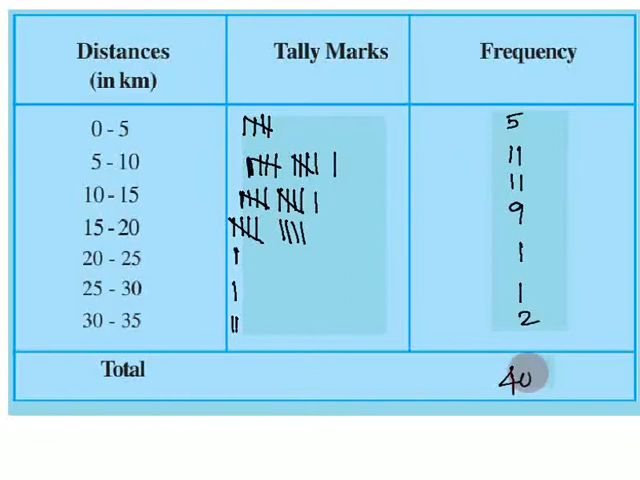 Distances (in km) Tally Marks Frequency
0 - 5 5
5 - 10 11
10 - 15 11
15 - 20 9
20 - 25 1
25 - 30 1
30 - 35 2
Total 40